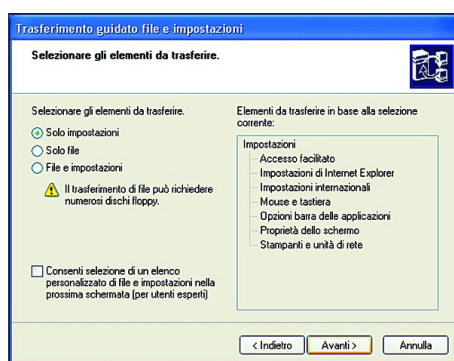 Trasferimento guidato file e impostazioni
Selezionare gli elementi da trasferire.
Selezionare gli elementi da trasferire.
Solo impostazioni
Solo file
File e impostazioni
Il trasferimento di file può richiedere
numerosi dischi floppy.
Consenti selezione di un elenco
personalizzato di file e impostazioni nella
prossima schermata (per utenti esperti)
Elementi da trasferire in base alla selezione
corrente:
Impostazioni
Accesso facilitato
Impostazioni di Internet Explorer
Impostazioni internazionali
Mouse e tastiera
Opzioni barra delle applicazioni
Proprietà dello schermo
Stampanti e unità di rete
< Indietro
Avanti >
Annulla